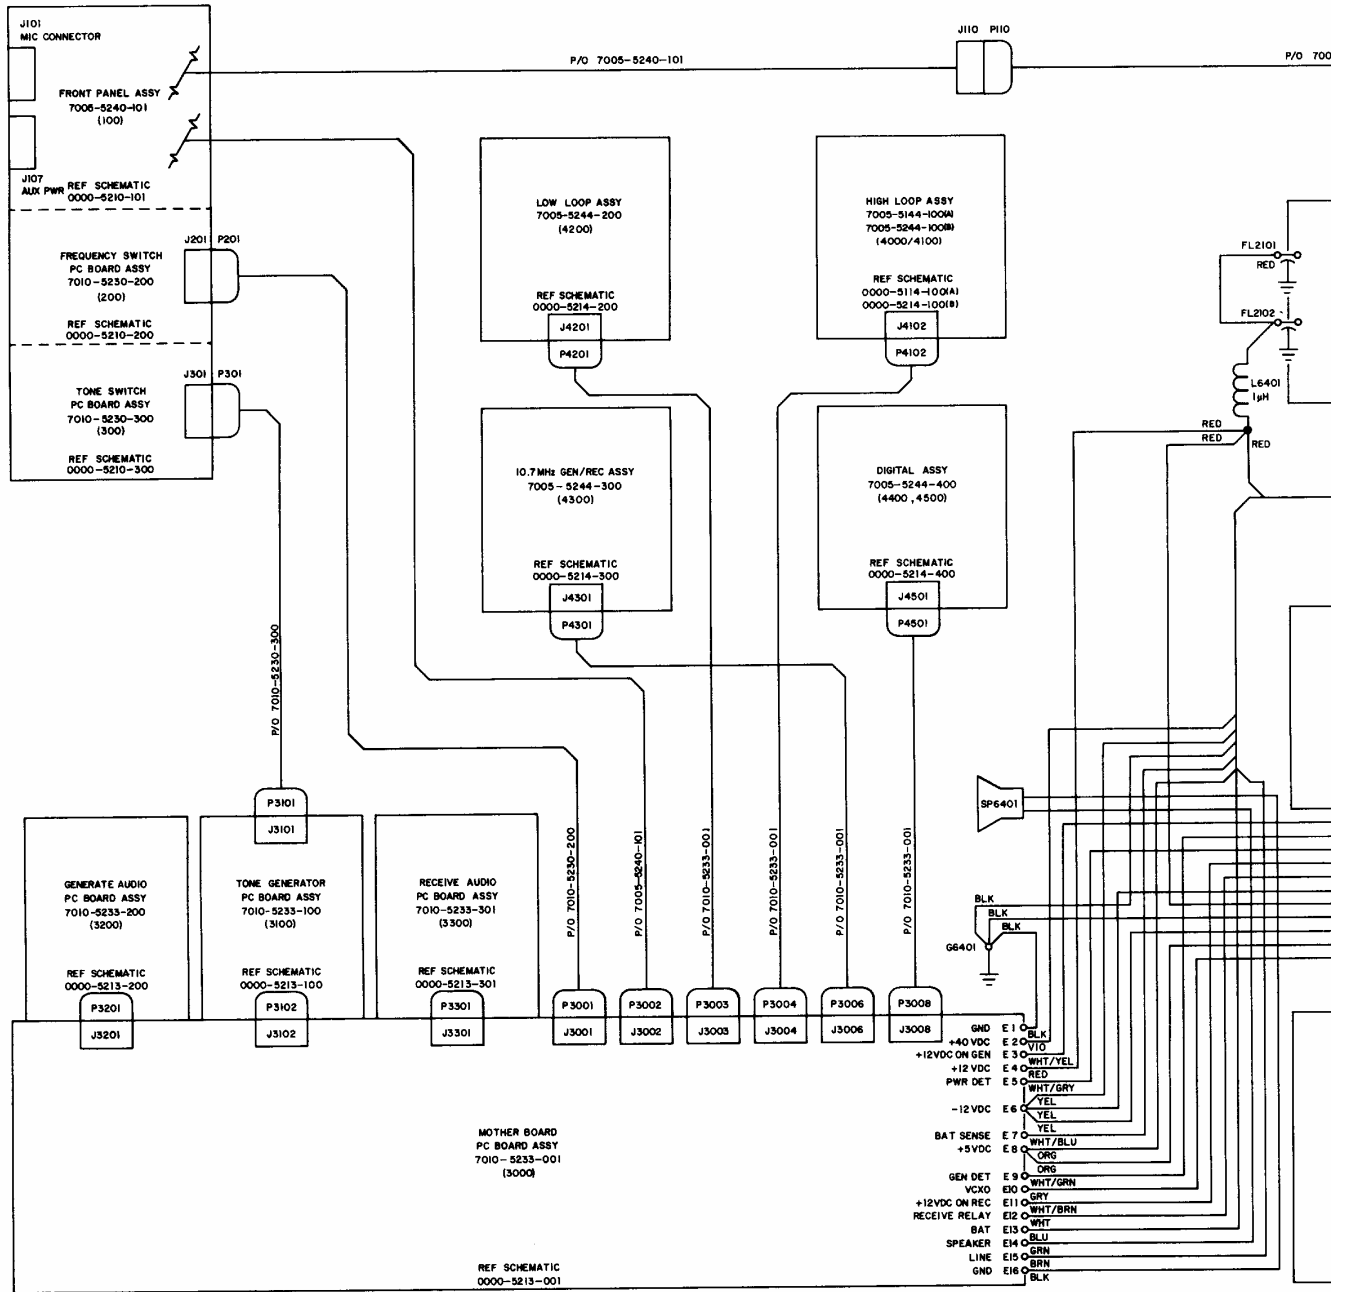 J101
MIC CONNECTOR
FRONT PANEL ASSY
7005-5240-101
(100)
J107
AUX PWR
REF SCHEMATIC
0000-5210-101
J201 P201
FREQUENCY SWITCH
PC BOARD ASSY
7010-5230-200
(200)
REF SCHEMATIC
0000-5210-200
J301 P301
TONE SWITCH
PC BOARD ASSY
7010-5230-300
(300)
REF SCHEMATIC
0000-5210-300
P/O 7005-5240-101
J110 P110
P/O 700
LOW LOOP ASSY
7005-5244-200
(4200)
REF SCHEMATIC
0000-5214-200
J4201
P4201
HIGH LOOP ASSY
7005-5144-100(A)
7005-5244-100(B)
(4000/4100)
REF SCHEMATIC
0000-5114-100(A)
0000-5214-100(B)
J4102
P4102
FL2101
RED
FL2102
L6401
1µH
RED
RED
RED
10.7MHz GEN/REC ASSY
7005-5244-300
(4300)
REF SCHEMATIC
0000-5214-300
J4301
P4301
DIGITAL ASSY
7005-5244-400
(4400,4500)
REF SCHEMATIC
0000-5214-400
J4501
P4501
P/O 7010-5230-300
P3101
J3101
SP6401
GENERATE AUDIO
PC BOARD ASSY
7010-5233-200
(3200)
REF SCHEMATIC
0000-5213-200
P3201
J3201
TONE GENERATOR
PC BOARD ASSY
7010-5233-100
(3100)
REF SCHEMATIC
0000-5213-100
P3102
J3102
RECEIVE AUDIO
PC BOARD ASSY
7010-5233-301
(3300)
REF SCHEMATIC
0000-5213-301
P3301
J3301
P/O 7010-5230-200
P/O 7005-5240-101
P/O 7010-5233-001
P/O 7010-5233-001
P/O 7010-5233-001
P/O 7010-5233-001
P3001
J3001
P3002
J3002
P3003
J3003
P3004
J3004
P3006
J3006
P3008
J3008
BLK
BLK
BLK
G6401
GND E1
BLK
+40 VDC E2
VIO
+12VDC ON GEN E3
WHT/YEL
+12 VDC E4
RED
PWR DET E5
WHT/GRY
YEL
-12VDC E6
YEL
YEL
BAT SENSE E7
WHT/BLU
+5VDC E8
ORG
ORG
GEN DET E9
WHT/GRN
VCXO E10
GRY
+12VDC ON REC E11
WHT/BRN
RECEIVE RELAY E12
WHT
BAT E13
BLU
SPEAKER E14
GRN
LINE E15
BRN
GND E16
BLK
MOTHER BOARD
PC BOARD ASSY
7010-5233-001
(3000)
REF SCHEMATIC
0000-5213-001